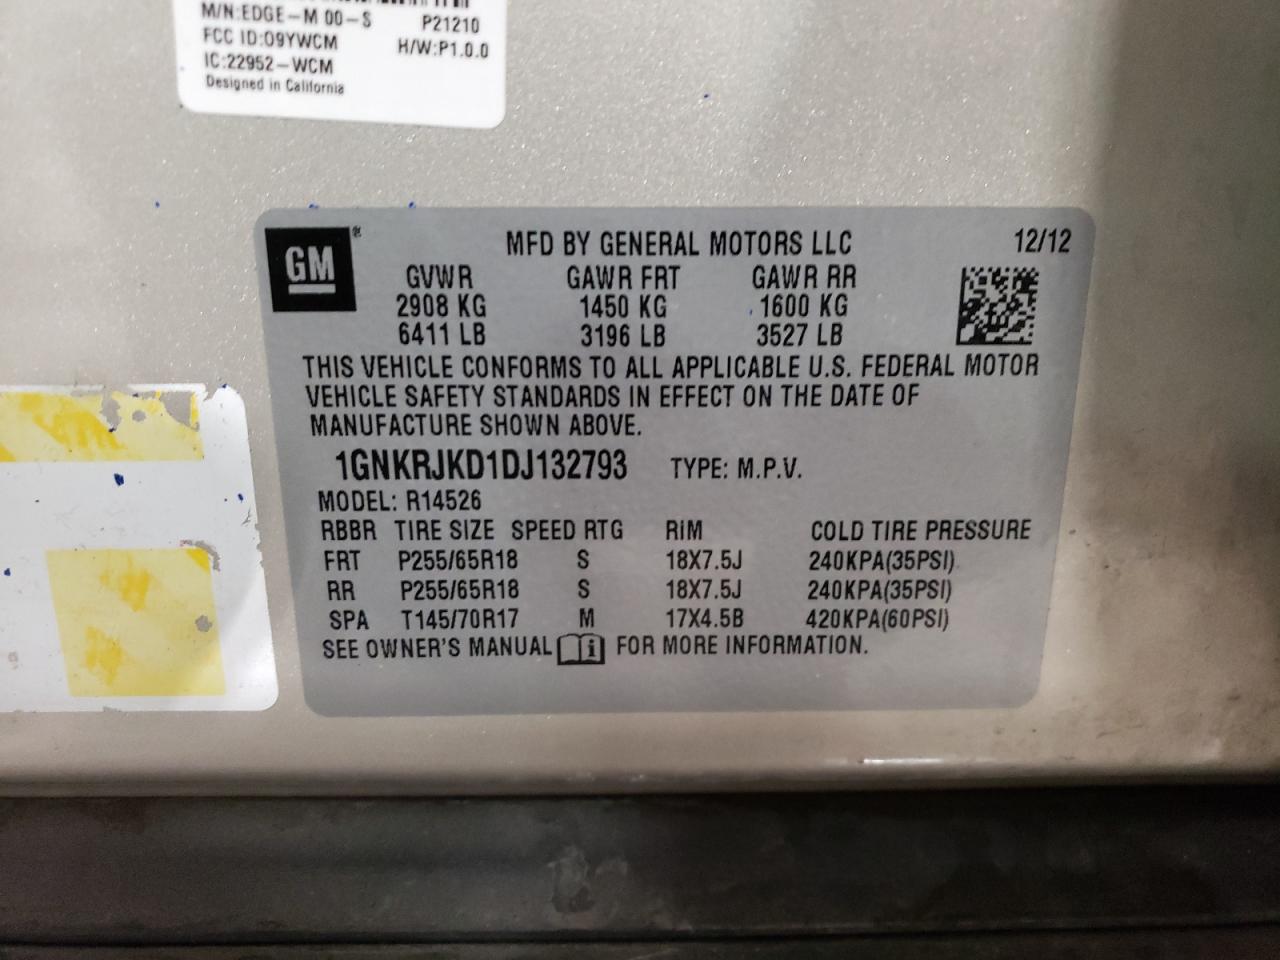 M/N:EDGE-M 00-S P21210
FCC ID:O9YWCM H/W:P1.0.0
IC:22952-WCM
Designed in California
GM®
MFD BY GENERAL MOTORS LLC 12/12
GVWR GAWR FRT GAWR RR
2908 KG 1450 KG 1600 KG
6411 LB 3196 LB 3527 LB
THIS VEHICLE CONFORMS TO ALL APPLICABLE U.S. FEDERAL MOTOR
VEHICLE SAFETY STANDARDS IN EFFECT ON THE DATE OF
MANUFACTURE SHOWN ABOVE.
1GNKRJKD1DJ132793 TYPE: M.P.V.
MODEL: R14526
RBBR TIRE SIZE SPEED RTG RIM COLD TIRE PRESSURE
FRT P255/65R18 S 18X7.5J 240KPA(35PSI)
RR P255/65R18 S 18X7.5J 240KPA(35PSI)
SPA T145/70R17 M 17X4.5B 420KPA(60PSI)
SEE OWNER'S MANUAL i FOR MORE INFORMATION.